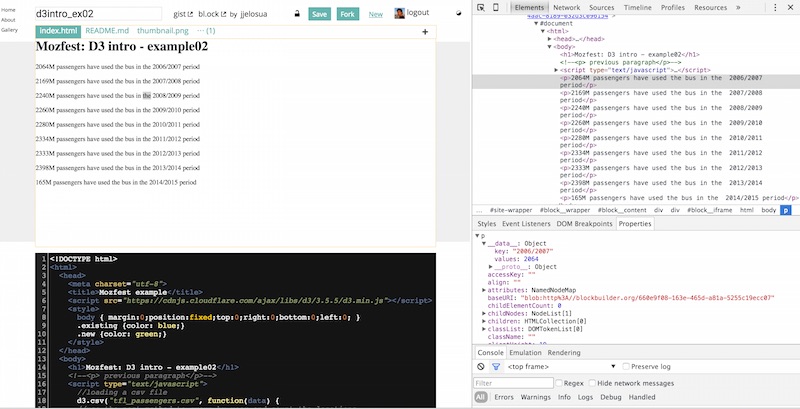 Home
About
Gallery
d3intro_ex02
gist bl.ock by jjelosua
Save Fork New logout
index.html README.md thumbnail.png ··· (1) +
Mozfest: D3 intro - example02
2064M passengers have used the bus in the 2006/2007 period
2169M passengers have used the bus in the 2007/2008 period
2240M passengers have used the bus in the 2008/2009 period
2260M passengers have used the bus in the 2009/2010 period
2280M passengers have used the bus in the 2010/2011 period
2334M passengers have used the bus in the 2011/2012 period
2333M passengers have used the bus in the 2012/2013 period
2398M passengers have used the bus in the 2013/2014 period
165M passengers have used the bus in the 2014/2015 period
1 <!DOCTYPE html>
2 <html>
3 <head>
4 <meta charset="utf-8">
5 <title>Mozfest example</title>
6 <script src="https://cdnjs.cloudflare.com/ajax/libs/d3/3.5.5/d3.min.js"></script>
7 <style>
8 body { margin:0;position:fixed;top:0;right:0;bottom:0;left:0; }
9 .existing {color: blue;}
10 .new {color: green;}
11 </style>
12 </head>
13 <body>
14 <h1>Mozfest: D3 intro - example02</h1>
15 <!--<p> previous paragraph</p>-->
16 <script type="text/javascript">
17 //loading a csv file
18 d3.csv("tfl_passengers.csv", function(data) {
Elements Network Sources Timeline Profiles Resources »
#document
<html>
<head>…</head>
<body>
<h1>Mozfest: D3 intro - example02</h1>
<!--<p> previous paragraph</p>-->
<script type="text/javascript">…</script>
<p>2064M passengers have used the bus in the 2006/2007
period</p>
<p>2169M passengers have used the bus in the 2007/2008
period</p>
<p>2240M passengers have used the bus in the 2008/2009
period</p>
<p>2260M passengers have used the bus in the 2009/2010
period</p>
<p>2280M passengers have used the bus in the 2010/2011
period</p>
<p>2334M passengers have used the bus in the 2011/2012
period</p>
<p>2333M passengers have used the bus in the 2012/2013
period</p>
<p>2398M passengers have used the bus in the 2013/2014
period</p>
<p>165M passengers have used the bus in the 2014/2015 period</p>
... #site-wrapper #block__wrapper #block__content div div #block__iframe html body p
Styles Event Listeners DOM Breakpoints Properties
p
__data__: Object
key: "2006/2007"
values: 2064
__proto__: Object
accessKey: ""
align: ""
attributes: NamedNodeMap
baseURI: "blob:http%3A//blockbuilder.org/660e9f08-163e-465d-a81a-5255c19ecc07"
childElementCount: 0
childNodes: NodeList[1]
children: HTMLCollection[0]
classList: DOMTokenList[0]
className: ""
Console Emulation Rendering
<top frame> Preserve log
Filter Regex Hide network messages
All Errors Warnings Info Logs Debug Handled